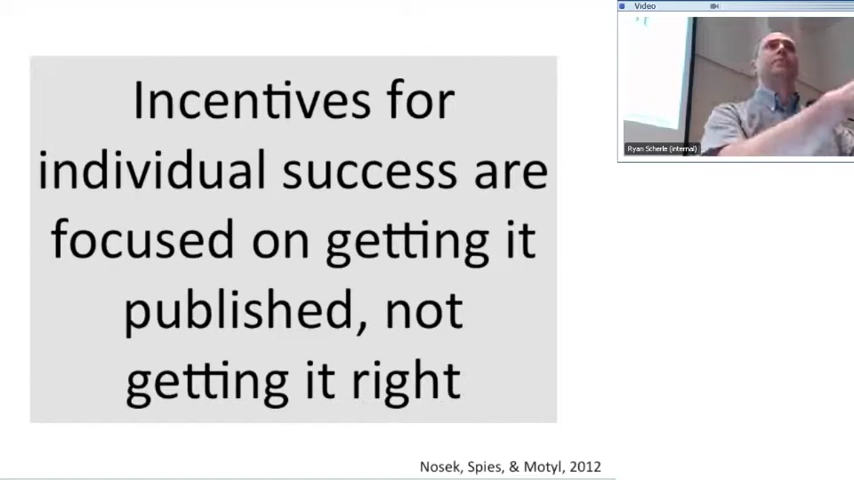 Incentives for
individual success are
focused on getting it
published, not
getting it right
Nosek, Spies, & Motyl, 2012
Video
Ryan Scherle (internal)